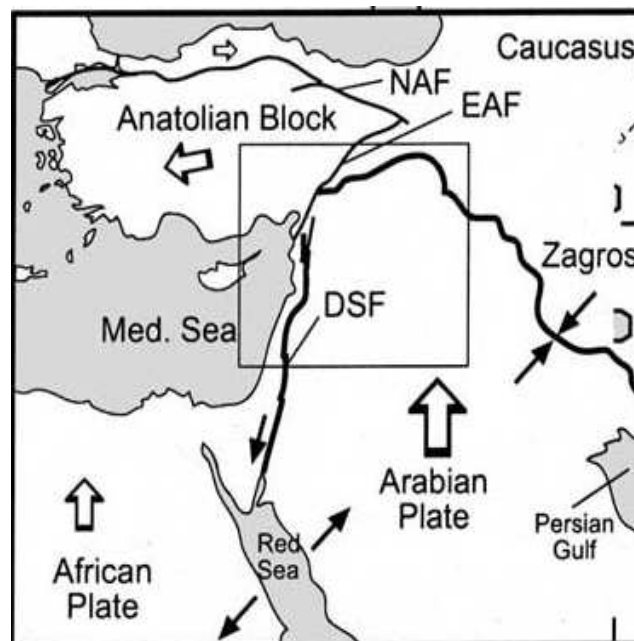 Caucasus
NAF
Anatolian Block
EAF
Zagros
Med. Sea
DSF
Arabian
Plate
Persian
Gulf
Red
Sea
African
Plate